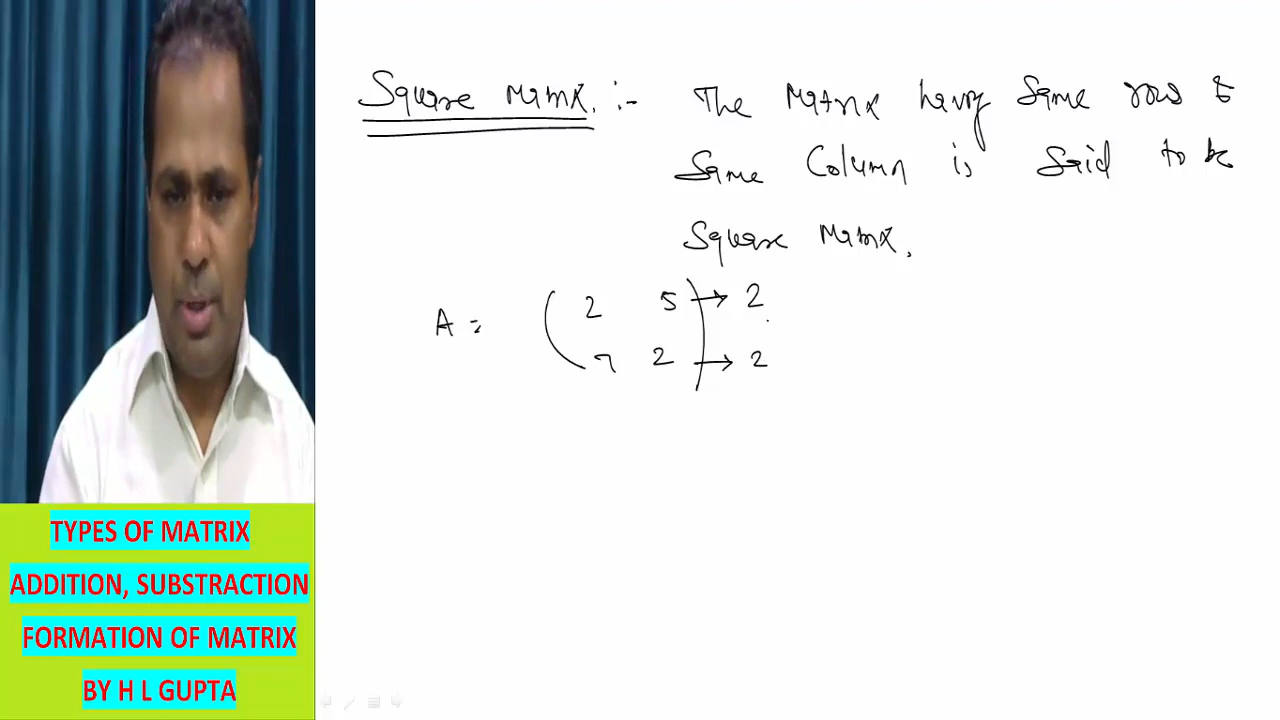 Square Matrix :- The Matrix having Same row &
Same Column is Said to be
Square Matrix.
A = ( 2 5 ) → 2
( 7 2 ) → 2
TYPES OF MATRIX
ADDITION, SUBSTRACTION
FORMATION OF MATRIX
BY H L GUPTA